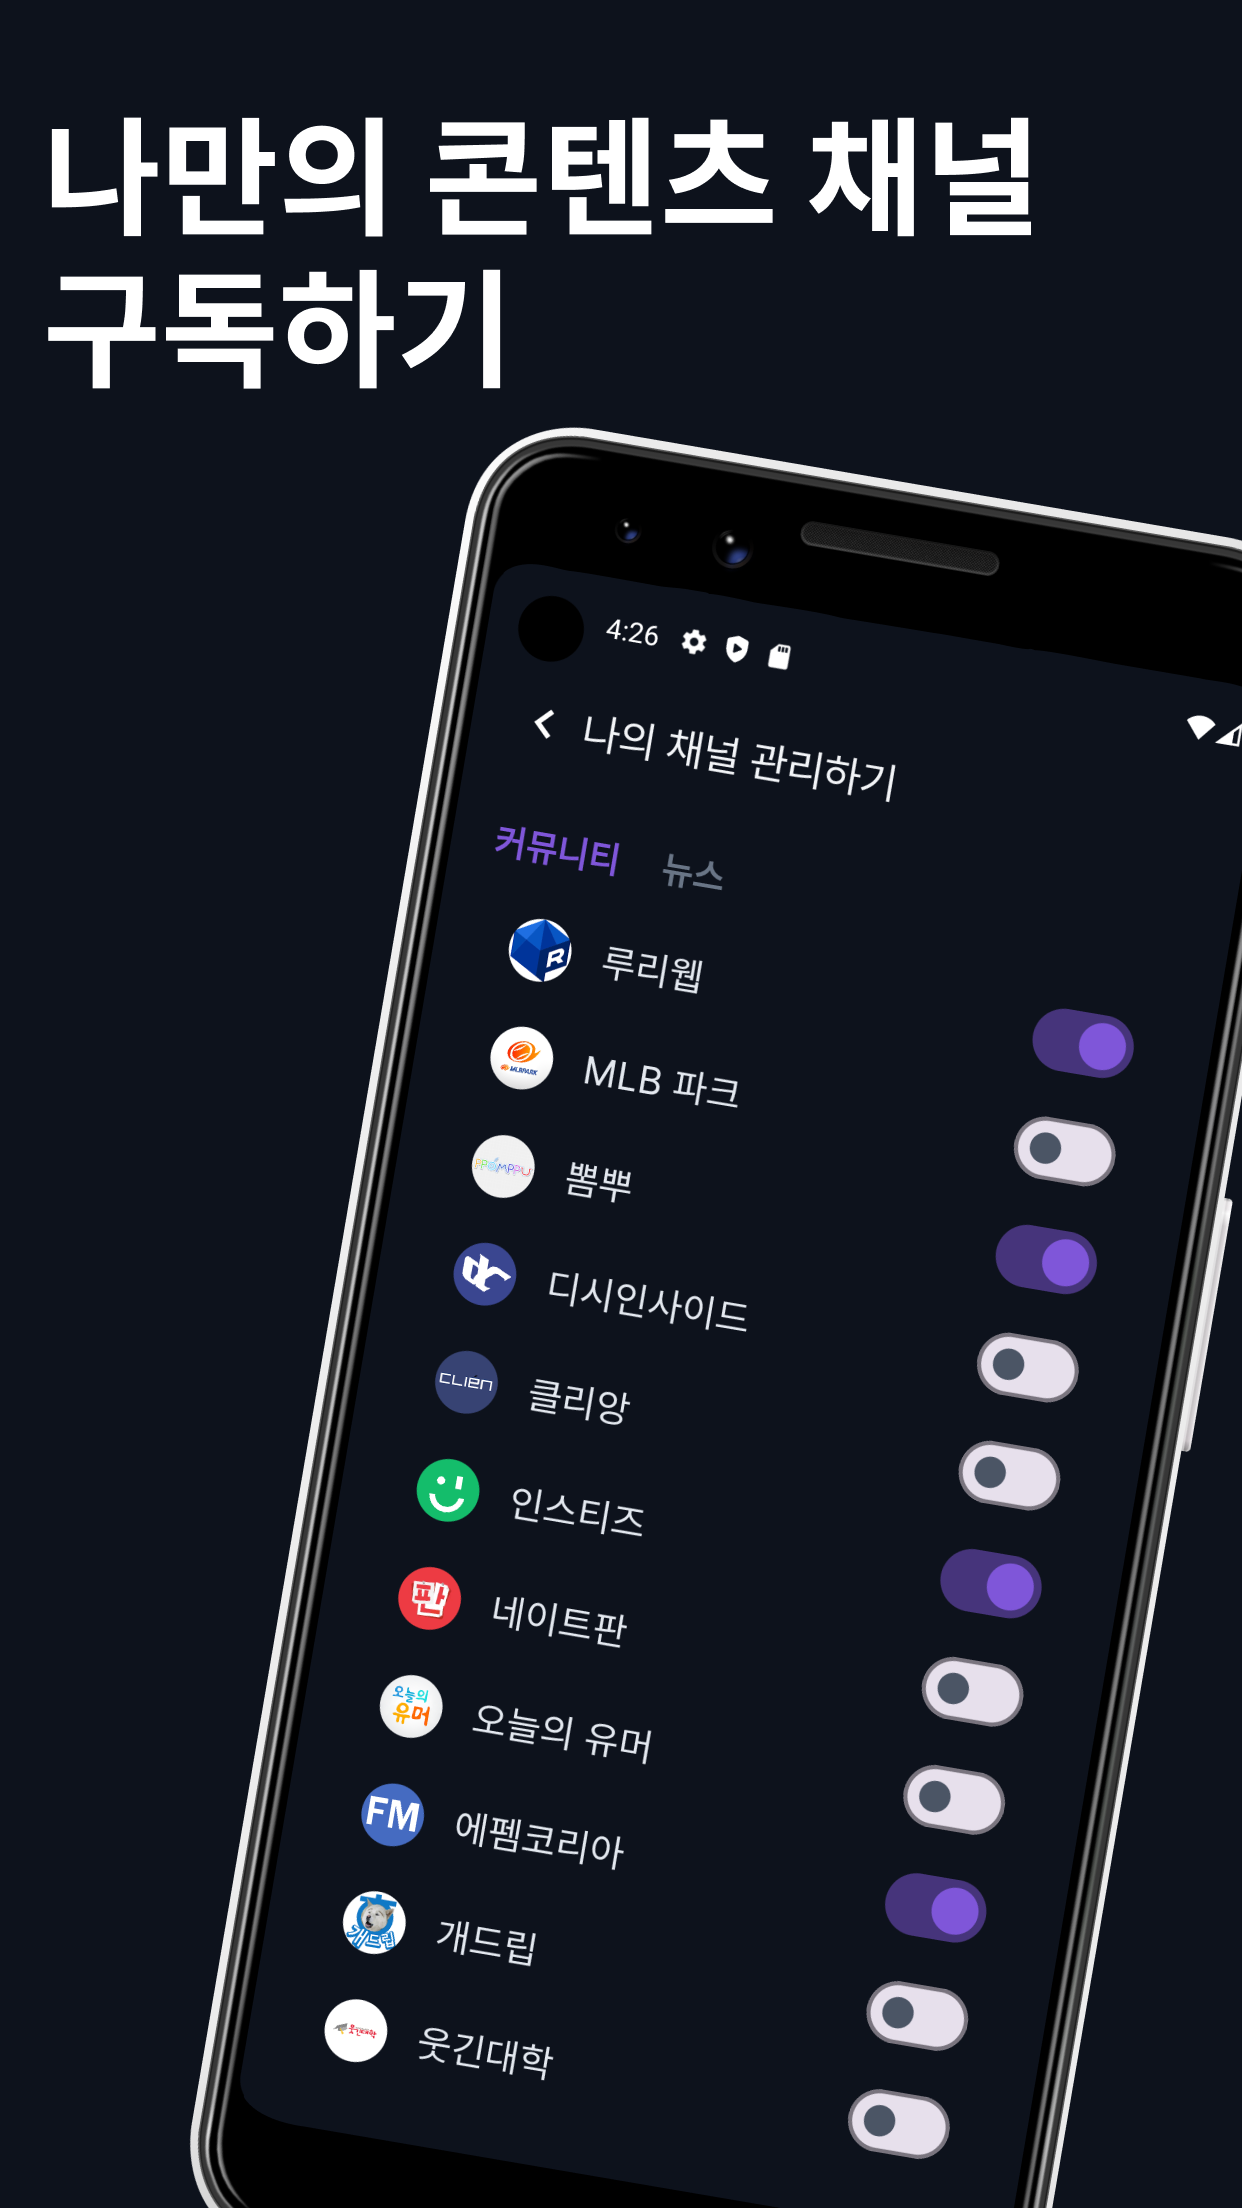 나만의 콘텐츠 채널
구독하기
4:26
나의 채널 관리하기
커뮤니티 뉴스
R 루리웹
MLBPARK MLB 파크
PPOMPPU 뽐뿌
dc 디시인사이드
CLIEN 클리앙
인스티즈
판 네이트판
오늘의
유머 오늘의 유머
FM 에펨코리아
개드립 개드립
웃긴대학 웃긴대학